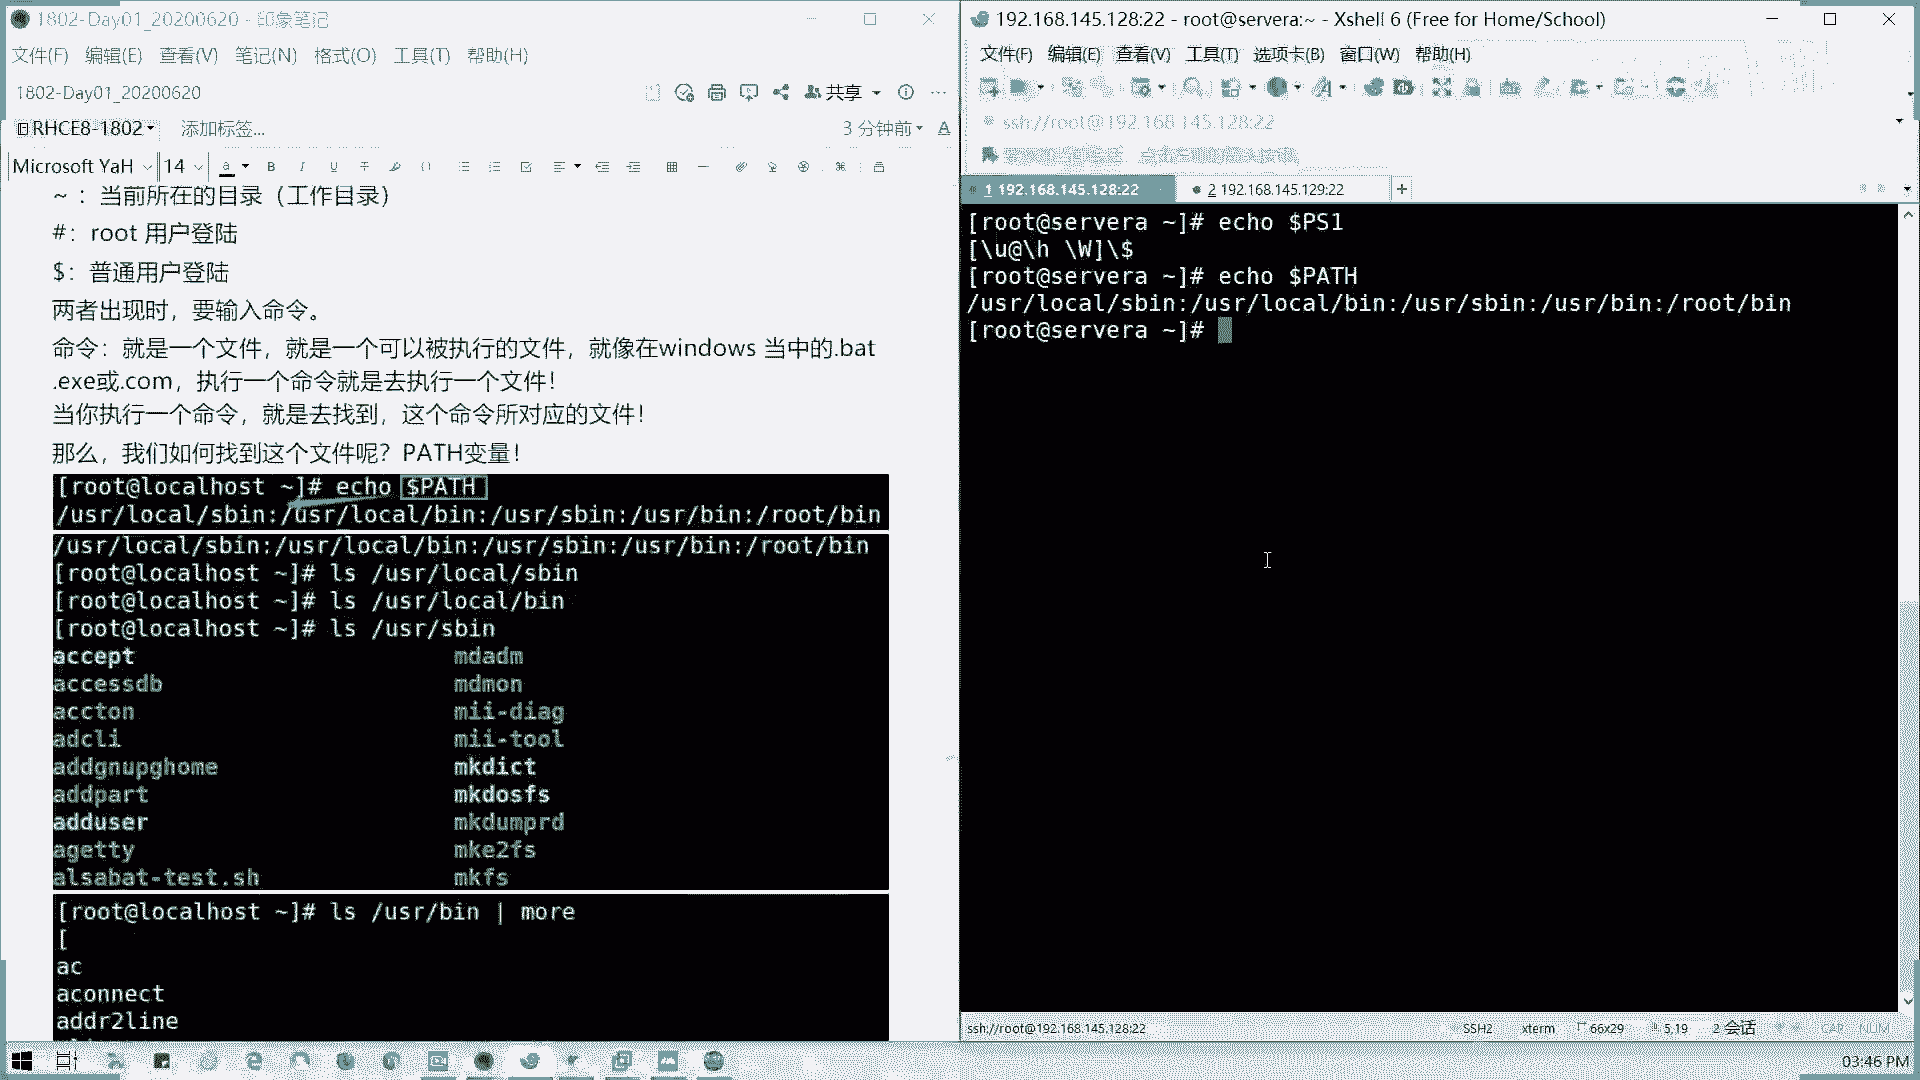 1802-Day01_20200620 - 印象笔记
文件(F) 编辑(E) 查看(V) 笔记(N) 格式(O) 工具(T) 帮助(H)
1802-Day01_20200620
共享
RHCE8-1802
添加标签...
3 分钟前
Microsoft YaH
14
~ ：当前所在的目录（工作目录）
#：root 用户登陆
$：普通用户登陆
两者出现时，要输入命令。
命令：就是一个文件，就是一个可以被执行的文件，就像在windows 当中的.bat
.exe或.com，执行一个命令就是去执行一个文件！
当你执行一个命令，就是去找到，这个命令所对应的文件！
那么，我们如何找到这个文件呢？PATH变量！
[root@localhost ~]# echo $PATH
/usr/local/sbin:/usr/local/bin:/usr/sbin:/usr/bin:/root/bin
/usr/local/sbin:/usr/local/bin:/usr/sbin:/usr/bin:/root/bin
[root@localhost ~]# ls /usr/local/sbin
[root@localhost ~]# ls /usr/local/bin
[root@localhost ~]# ls /usr/sbin
accept mdadm
accessdb mdmon
accton mii-diag
adcli mii-tool
addgnupghome mkdict
addpart mkdosfs
adduser mkdumprd
agetty mke2fs
alsabat-test.sh mkfs
[root@localhost ~]# ls /usr/bin | more
[
ac
aconnect
addr2line
192.168.145.128:22 - root@servera:~ - Xshell 6 (Free for Home/School)
文件(F) 编辑(E) 查看(V) 工具(T) 选项卡(B) 窗口(W) 帮助(H)
ssh://root@192.168.145.128:22
1 192.168.145.128:22
2 192.168.145.129:22
[root@servera ~]# echo $PS1
[\u@\h \W]\$
[root@servera ~]# echo $PATH
/usr/local/sbin:/usr/local/bin:/usr/sbin:/usr/bin:/root/bin
[root@servera ~]#
ssh://root@192.168.145.128:22
SSH2 xterm 66x29 5,19 2 会话 CAP NUM
03:46 PM